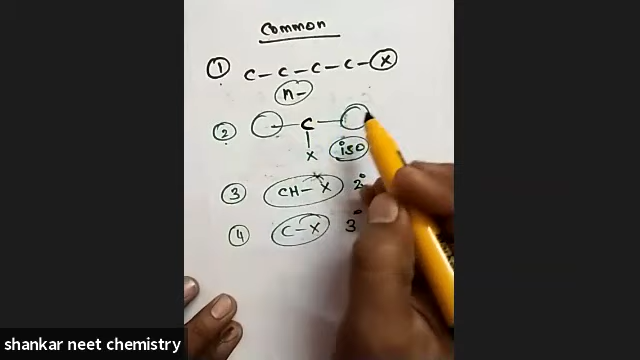 Common
① C – C – C – C – X
n-
② – C –
X iso
③ CH – X 2°
④ C – X 3°
shankar neet chemistry